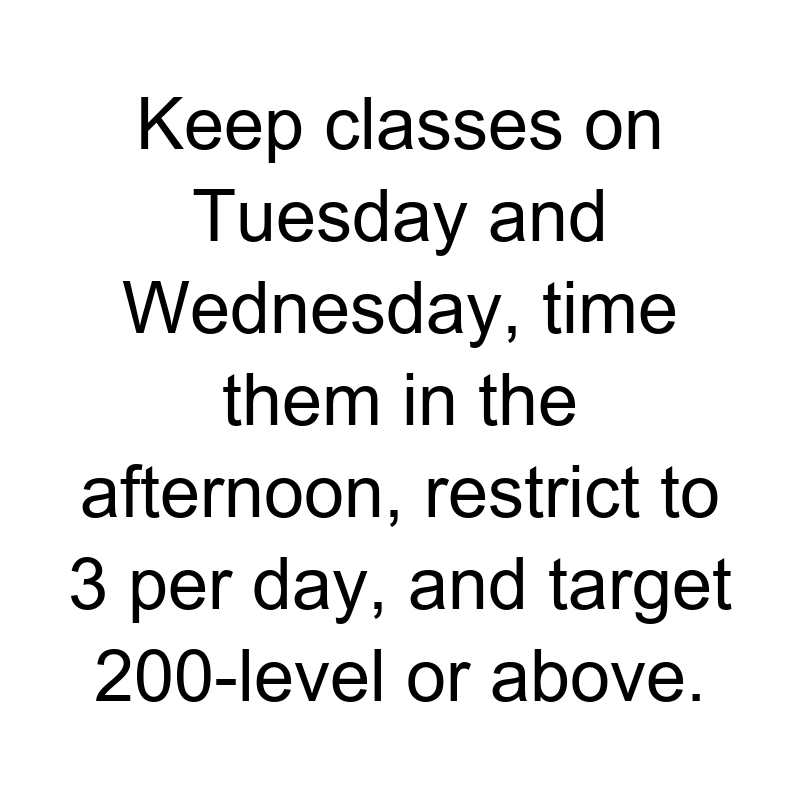 Keep classes on
Tuesday and
Wednesday, time
them in the
afternoon, restrict to
3 per day, and target
200-level or above.